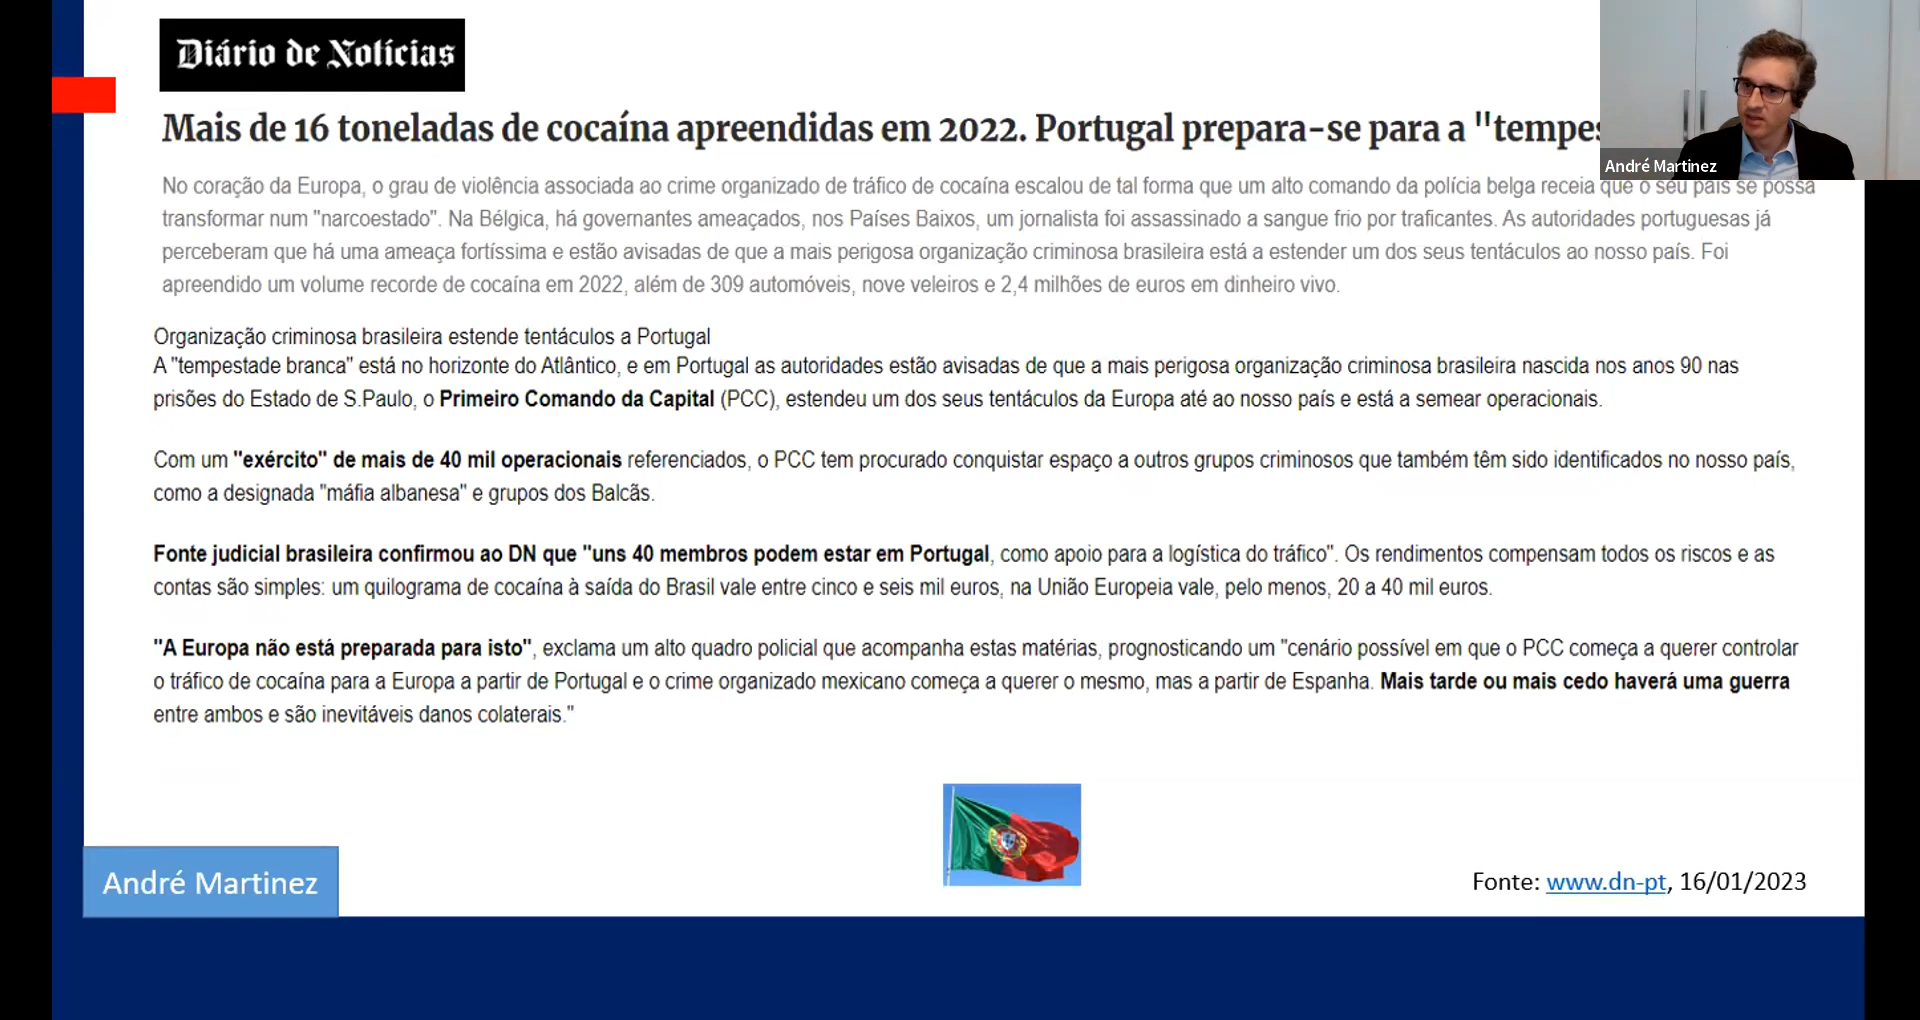 Diário de Notícias
Mais de 16 toneladas de cocaína apreendidas em 2022. Portugal prepara-se para a "tempes
André Martinez
No coração da Europa, o grau de violência associada ao crime organizado de tráfico de cocaína escalou de tal forma que um alto comando da polícia belga receia que o seu país se possa
transformar num "narcoestado". Na Bélgica, há governantes ameaçados, nos Países Baixos, um jornalista foi assassinado a sangue frio por traficantes. As autoridades portuguesas já
perceberam que há uma ameaça fortíssima e estão avisadas de que a mais perigosa organização criminosa brasileira está a estender um dos seus tentáculos ao nosso país. Foi
apreendido um volume recorde de cocaína em 2022, além de 309 automóveis, nove veleiros e 2,4 milhões de euros em dinheiro vivo.
Organização criminosa brasileira estende tentáculos a Portugal
A "tempestade branca" está no horizonte do Atlântico, e em Portugal as autoridades estão avisadas de que a mais perigosa organização criminosa brasileira nascida nos anos 90 nas
prisões do Estado de S.Paulo, o Primeiro Comando da Capital (PCC), estendeu um dos seus tentáculos da Europa até ao nosso país e está a semear operacionais.
Com um "exército" de mais de 40 mil operacionais referenciados, o PCC tem procurado conquistar espaço a outros grupos criminosos que também têm sido identificados no nosso país,
como a designada "máfia albanesa" e grupos dos Balcãs.
Fonte judicial brasileira confirmou ao DN que "uns 40 membros podem estar em Portugal, como apoio para a logística do tráfico". Os rendimentos compensam todos os riscos e as
contas são simples: um quilograma de cocaína à saída do Brasil vale entre cinco e seis mil euros, na União Europeia vale, pelo menos, 20 a 40 mil euros.
"A Europa não está preparada para isto", exclama um alto quadro policial que acompanha estas matérias, prognosticando um "cenário possível em que o PCC começa a querer controlar
o tráfico de cocaína para a Europa a partir de Portugal e o crime organizado mexicano começa a querer o mesmo, mas a partir de Espanha. Mais tarde ou mais cedo haverá uma guerra
entre ambos e são inevitáveis danos colaterais."
André Martinez
Fonte: www.dn-pt, 16/01/2023